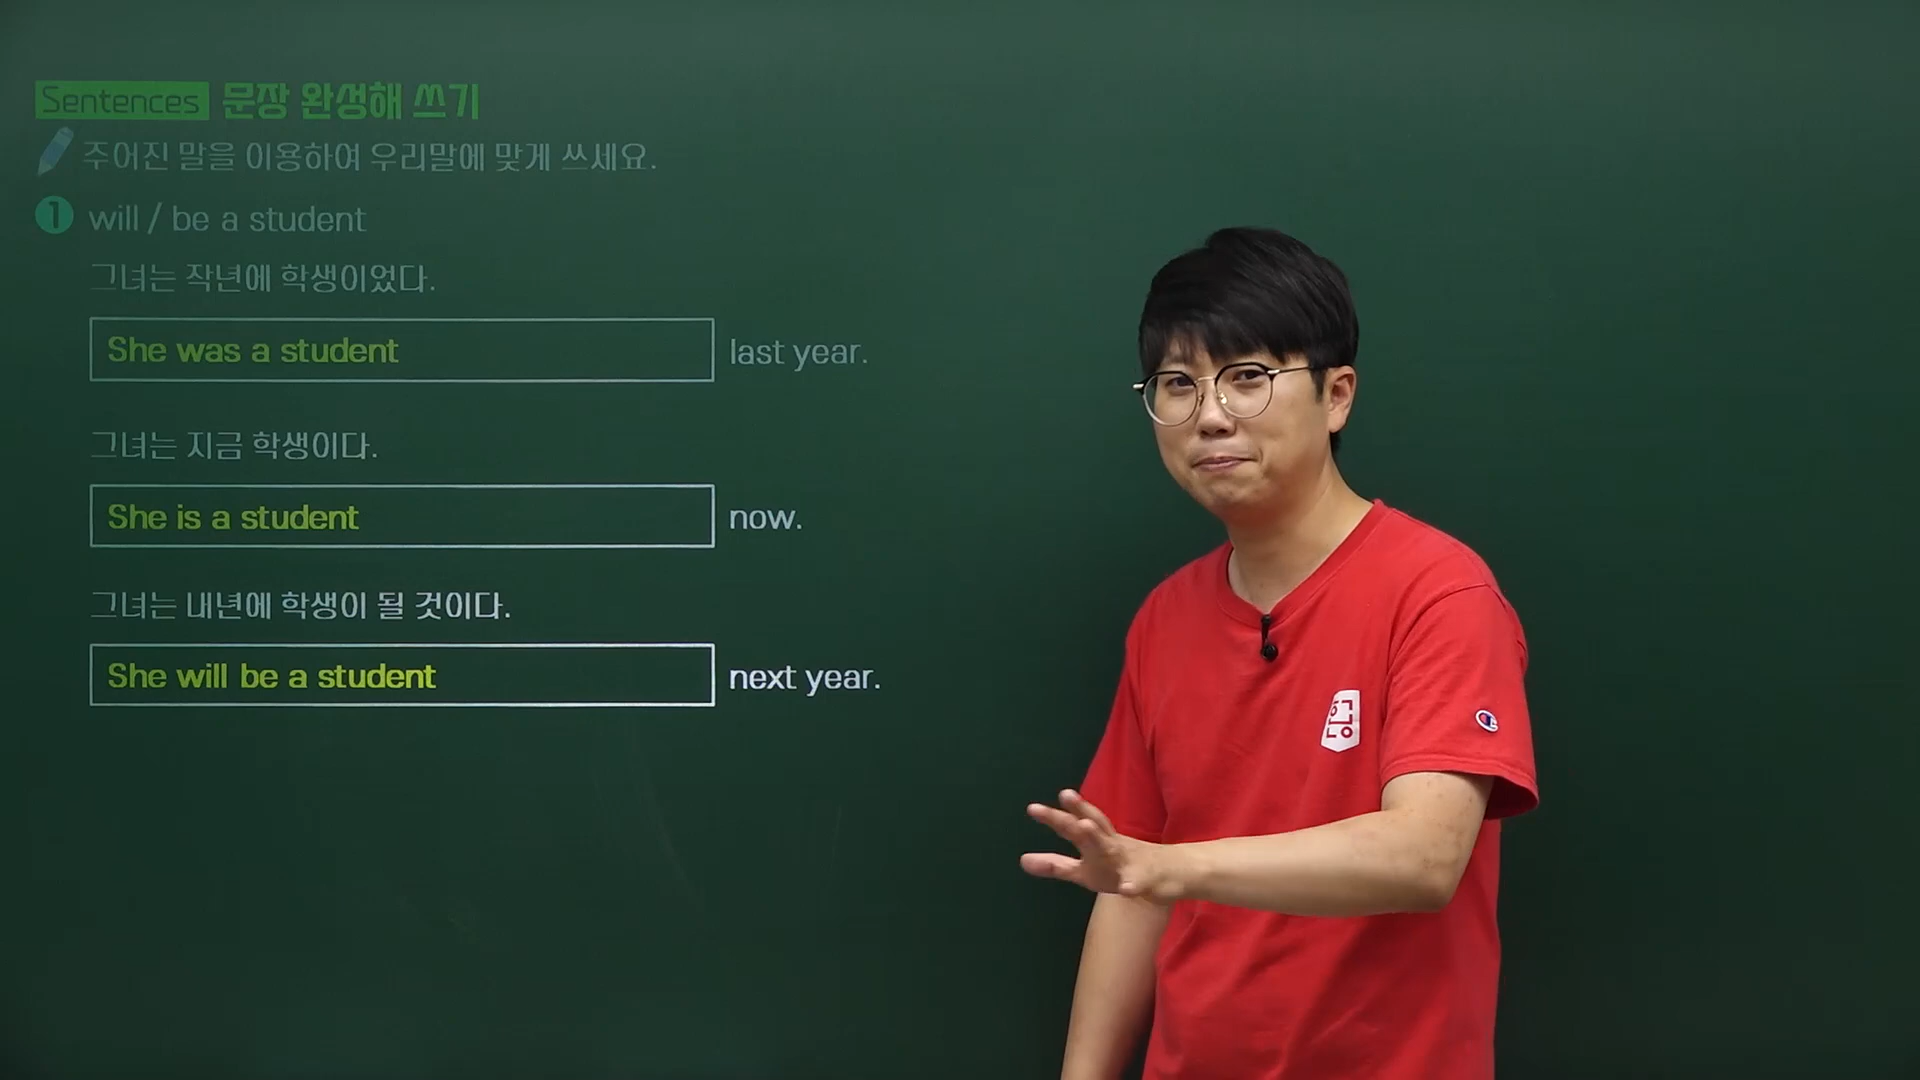 Sentences 문장 완성해 쓰기
주어진 말을 이용하여 우리말에 맞게 쓰세요.
1 will / be a student
그녀는 작년에 학생이었다.
She was a student last year.
그녀는 지금 학생이다.
She is a student now.
그녀는 내년에 학생이 될 것이다.
She will be a student next year.
한공